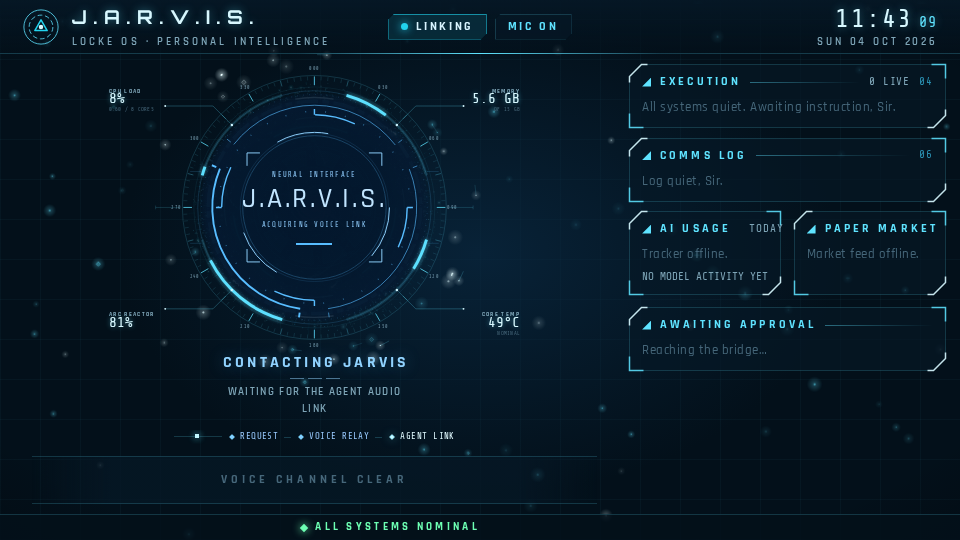 J.A.R.V.I.S.
LOCKE OS · PERSONAL INTELLIGENCE
LINKING
MIC ON
11:43 09
SUN 04 OCT 2026
CPU LOAD
8%
MEMORY
5.6 GB
NEURAL INTERFACE
J.A.R.V.I.S.
ACQUIRING VOICE LINK
ARC REACTOR
81%
CORE TEMP
49°C
NOMINAL
CONTACTING JARVIS
WAITING FOR THE AGENT AUDIO
LINK
REQUEST
VOICE RELAY
AGENT LINK
VOICE CHANNEL CLEAR
EXECUTION
0 LIVE 04
All systems quiet. Awaiting instruction, Sir.
COMMS LOG
06
Log quiet, Sir.
AI USAGE TODAY
Tracker offline.
NO MODEL ACTIVITY YET
PAPER MARKET
Market feed offline.
AWAITING APPROVAL
Reaching the bridge…
ALL SYSTEMS NOMINAL